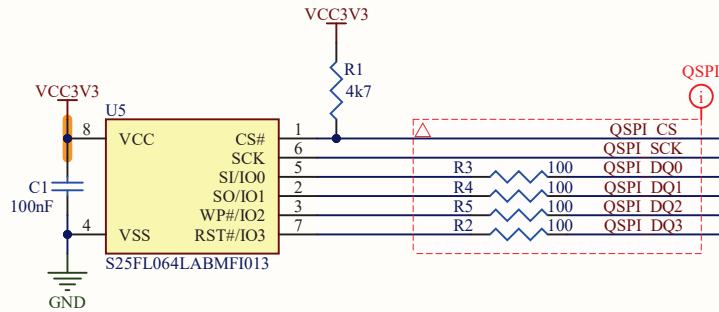 VCC3V3
R1
4k7
QSPI
i
VCC3V3
U5
8 VCC CS# 1 QSPI_CS
SCK 6 QSPI_SCK
SI/IO0 5 R3 100 QSPI_DQ0
C1 SO/IO1 2 R4 100 QSPI_DQ1
100nF WP#/IO2 3 R5 100 QSPI_DQ2
4 VSS RST#/IO3 7 R2 100 QSPI_DQ3
S25FL064LABMFI013
GND